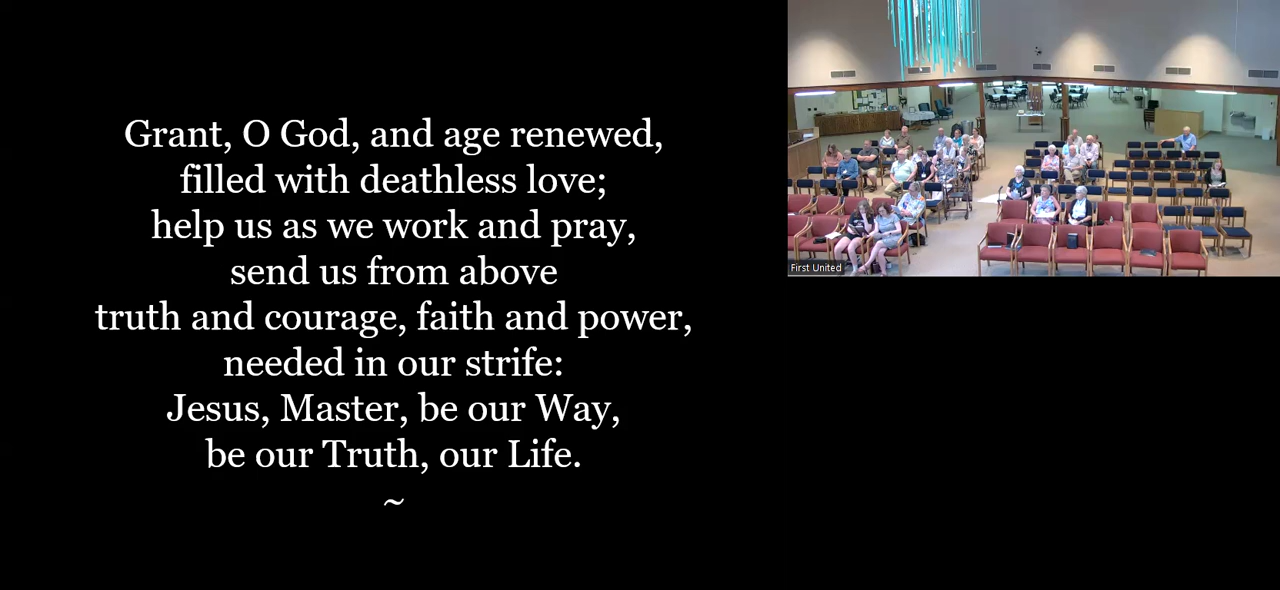 Grant, O God, and age renewed,
filled with deathless love;
help us as we work and pray,
send us from above
truth and courage, faith and power,
needed in our strife:
Jesus, Master, be our Way,
be our Truth, our Life.
~
First United